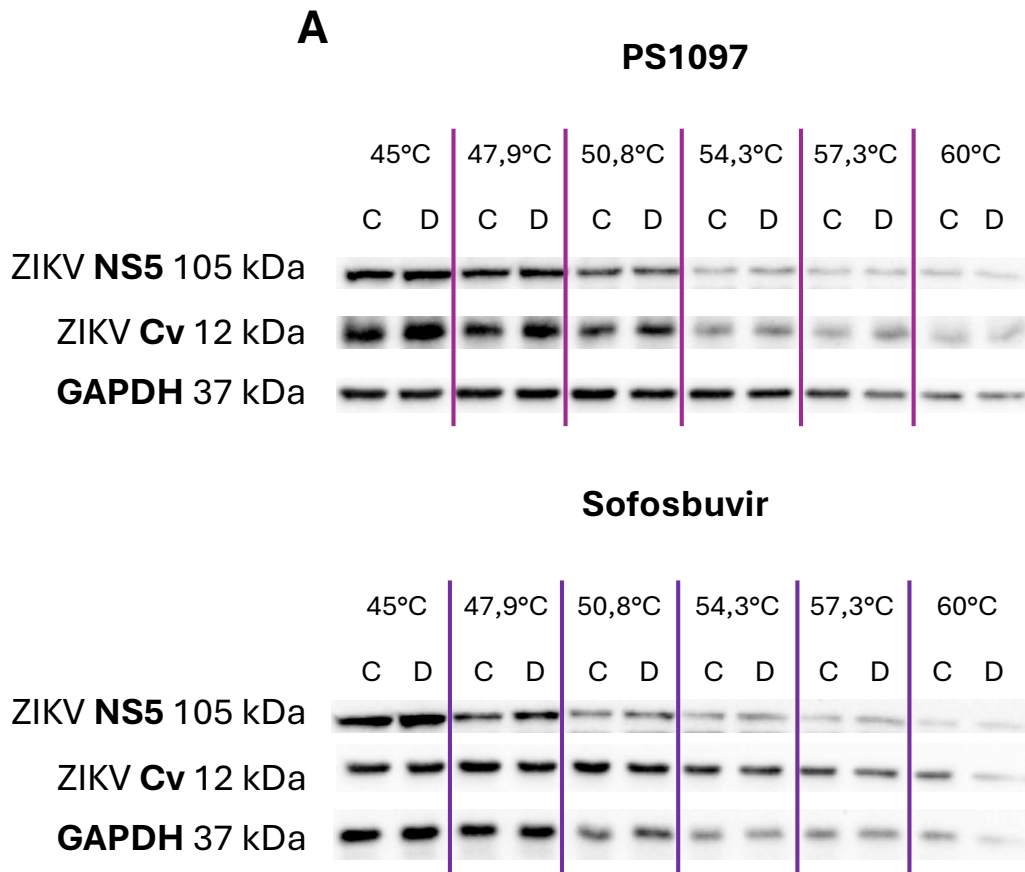 A
PS1097
45°C 47,9°C 50,8°C 54,3°C 57,3°C 60°C
C D C D C D C D C D C D
ZIKV NS5 105 kDa
ZIKV Cv 12 kDa
GAPDH 37 kDa
Sofosbuvir
45°C 47,9°C 50,8°C 54,3°C 57,3°C 60°C
C D C D C D C D C D C D
ZIKV NS5 105 kDa
ZIKV Cv 12 kDa
GAPDH 37 kDa